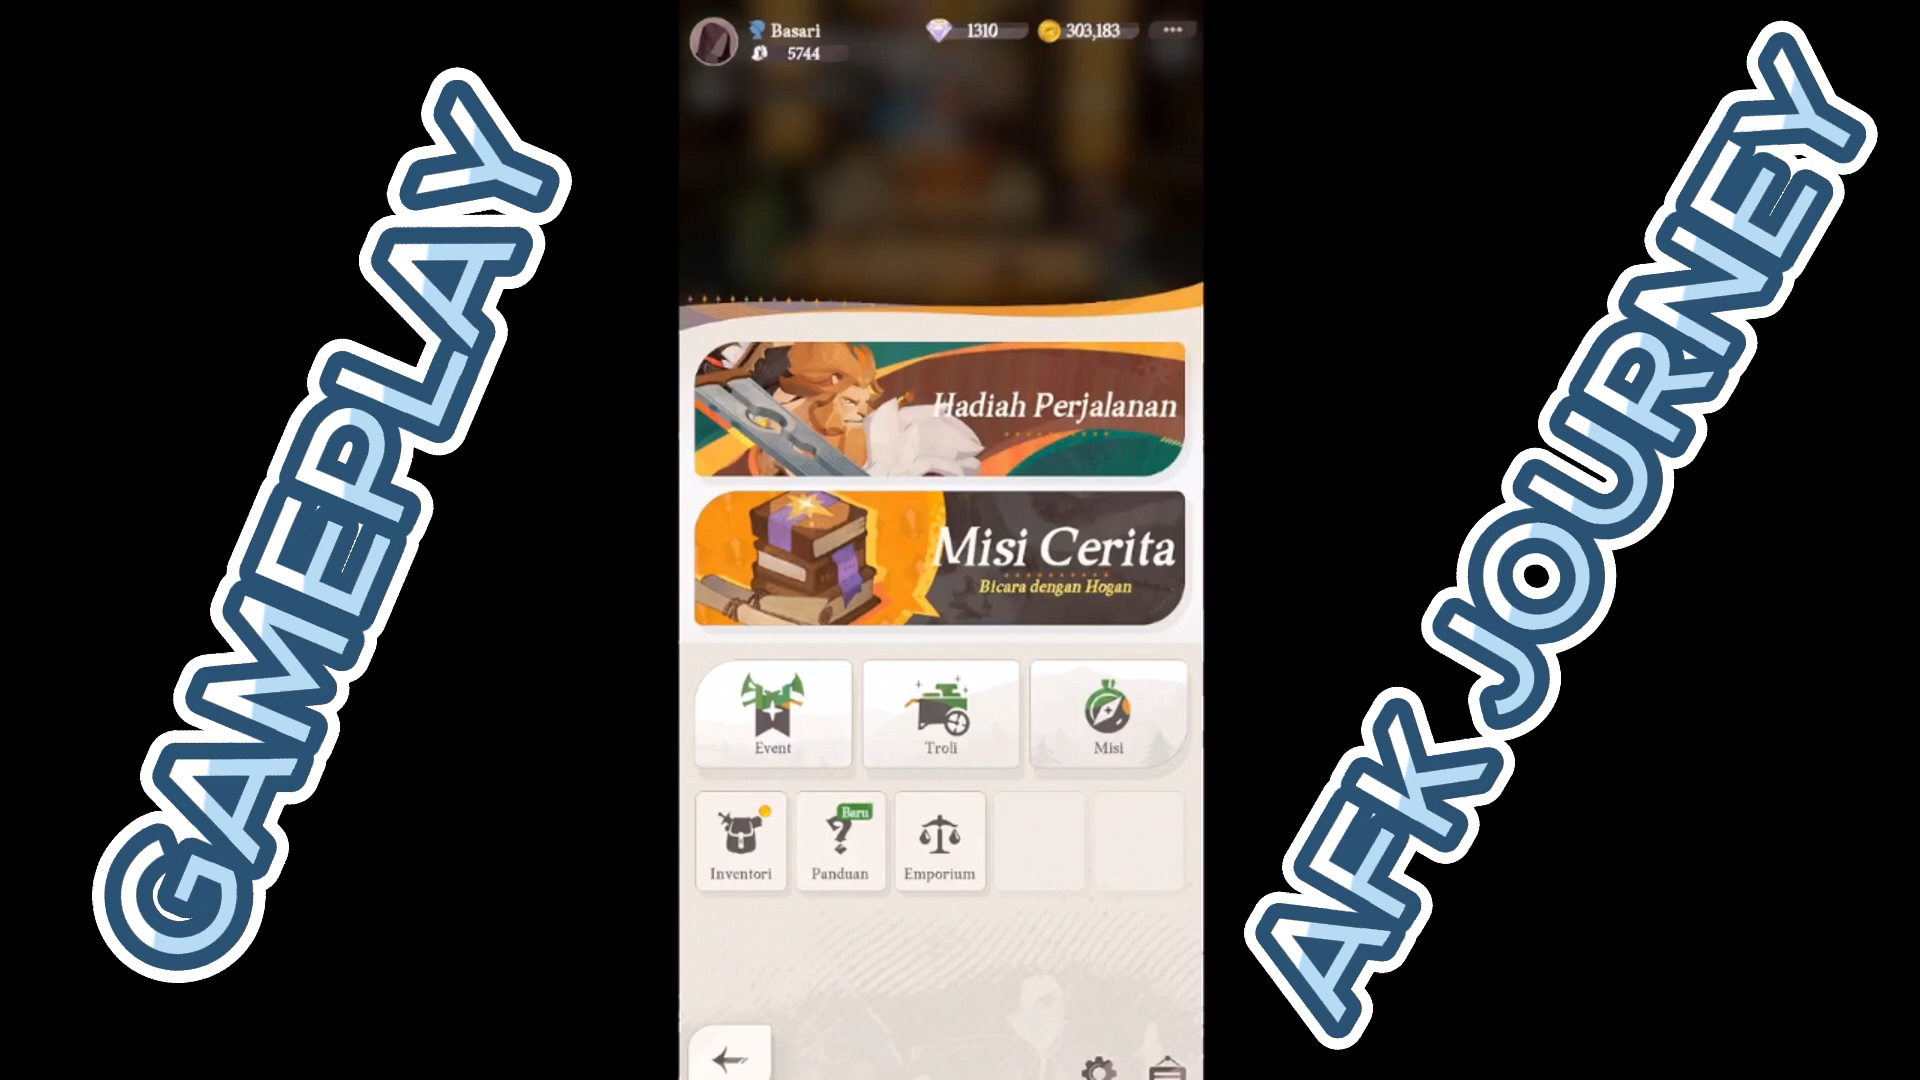 GAMEPLAY
Basari
5744
1310
303,183
Hadiah Perjalanan
Misi Cerita
Bicara dengan Hogan
Event
Troli
Misi
Inventori
Baru
Panduan
Emporium
AFK JOURNEY